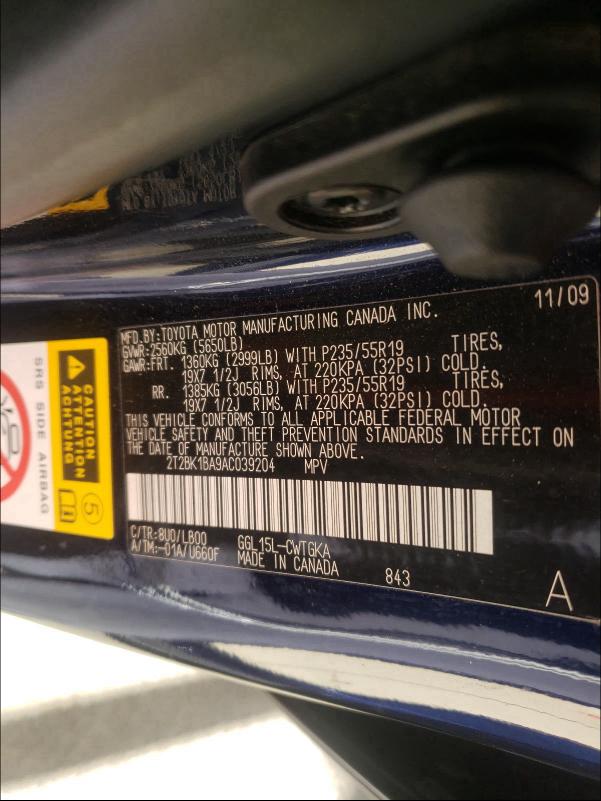 11/09
MFD.BY:TOYOTA MOTOR MANUFACTURING CANADA INC.
GVWR:2560KG (5650LB)
GAWR:FRT. 1360KG (2999LB) WITH P235/55R19 TIRES,
19X7 1/2J RIMS, AT 220KPA (32PSI) COLD.
RR. 1385KG (3056LB) WITH P235/55R19 TIRES,
19X7 1/2J RIMS, AT 220KPA (32PSI) COLD.
THIS VEHICLE CONFORMS TO ALL APPLICABLE FEDERAL MOTOR
VEHICLE SAFETY AND THEFT PREVENTION STANDARDS IN EFFECT ON
THE DATE OF MANUFACTURE SHOWN ABOVE.
2T2BK1BA9AC039204 MPV
C/TR:8U0/LB00 GGL15L-CWTGKA
A/TM:-01A/U660F MADE IN CANADA 843
A
SRS SIDE AIRBAG
CAUTION
ATTENTION
ACHTUNG
5